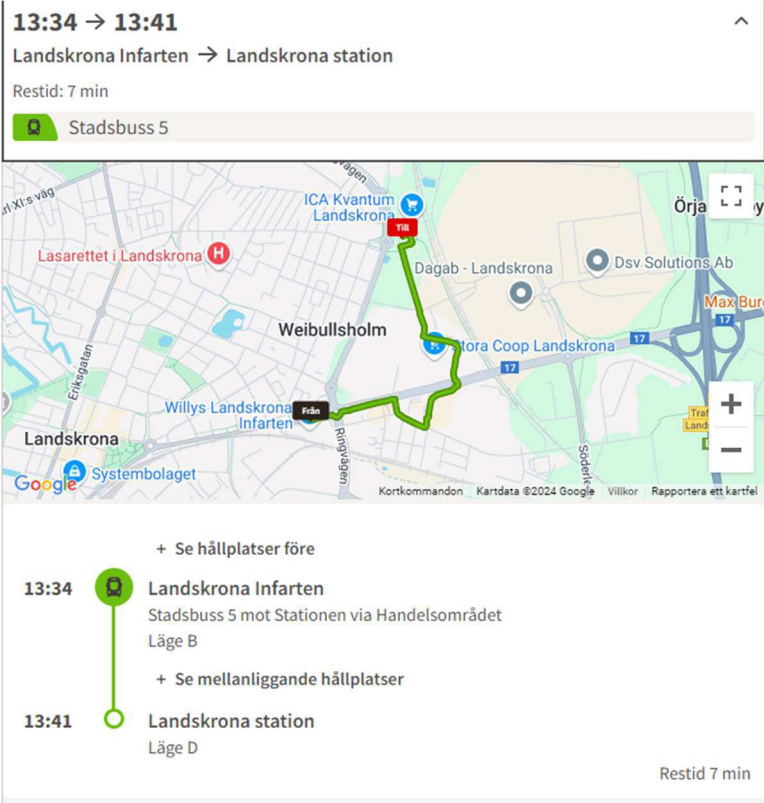 13:34 → 13:41
Landskrona Infarten → Landskrona station
Restid: 7 min
Stadsbuss 5
ICA Kvantum
Landskrona
Till
Lasarettet i Landskrona
H
Dagab - Landskrona
Dsv Solutions Ab
17
Weibullsholm
Stora Coop Landskrona
17
17
Eriksgatan
Willys Landskrona
Infarten
Från
Ringvägen
Landskrona
Systembolaget
Google
Kortkommandon
Kartdata ©2024 Google
Villkor
Rapportera ett kartfel
+ Se hållplatser före
13:34
Landskrona Infarten
Stadsbuss 5 mot Stationen via Handelsområdet
Läge B
+ Se mellanliggande hållplatser
13:41
Landskrona station
Läge D
Restid 7 min